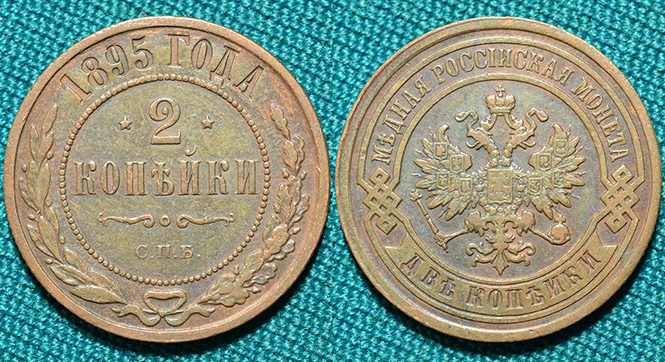 1895 ГОДА
2
КОПѢЙКИ
С.П.Б.
МѢДНАЯ РОССІЙСКАЯ МОНЕТА
ДВѢ КОПѢЙКИ